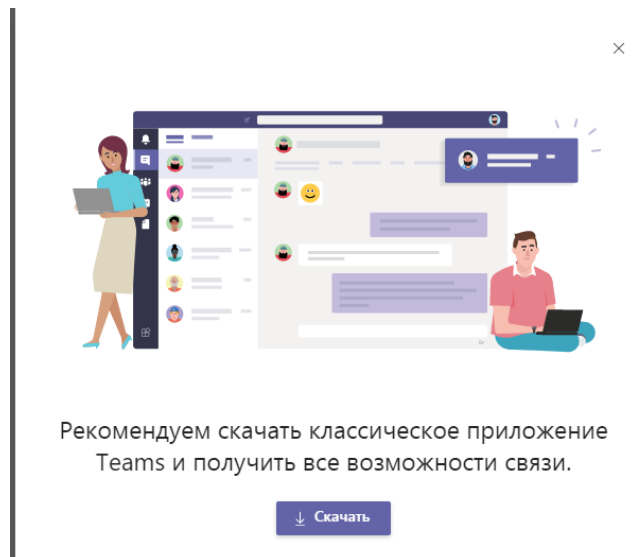 Рекомендуем скачать классическое приложение
Teams и получить все возможности связи.
Скачать